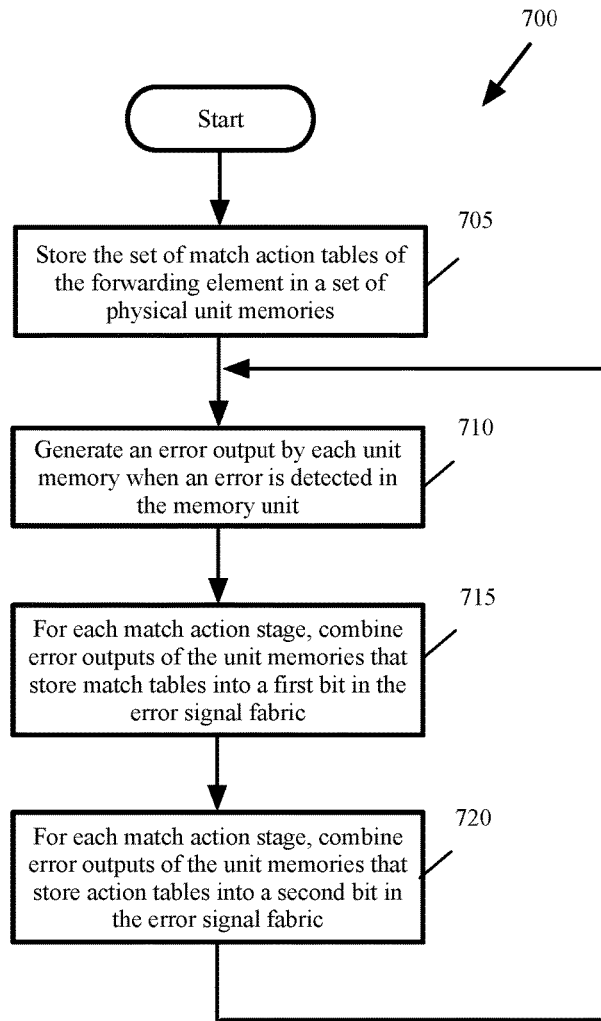 700
Start
705
Store the set of match action tables of
the forwarding element in a set of
physical unit memories
710
Generate an error output by each unit
memory when an error is detected in
the memory unit
715
For each match action stage, combine
error outputs of the unit memories that
store match tables into a first bit in the
error signal fabric
720
For each match action stage, combine
error outputs of the unit memories that
store action tables into a second bit in
the error signal fabric